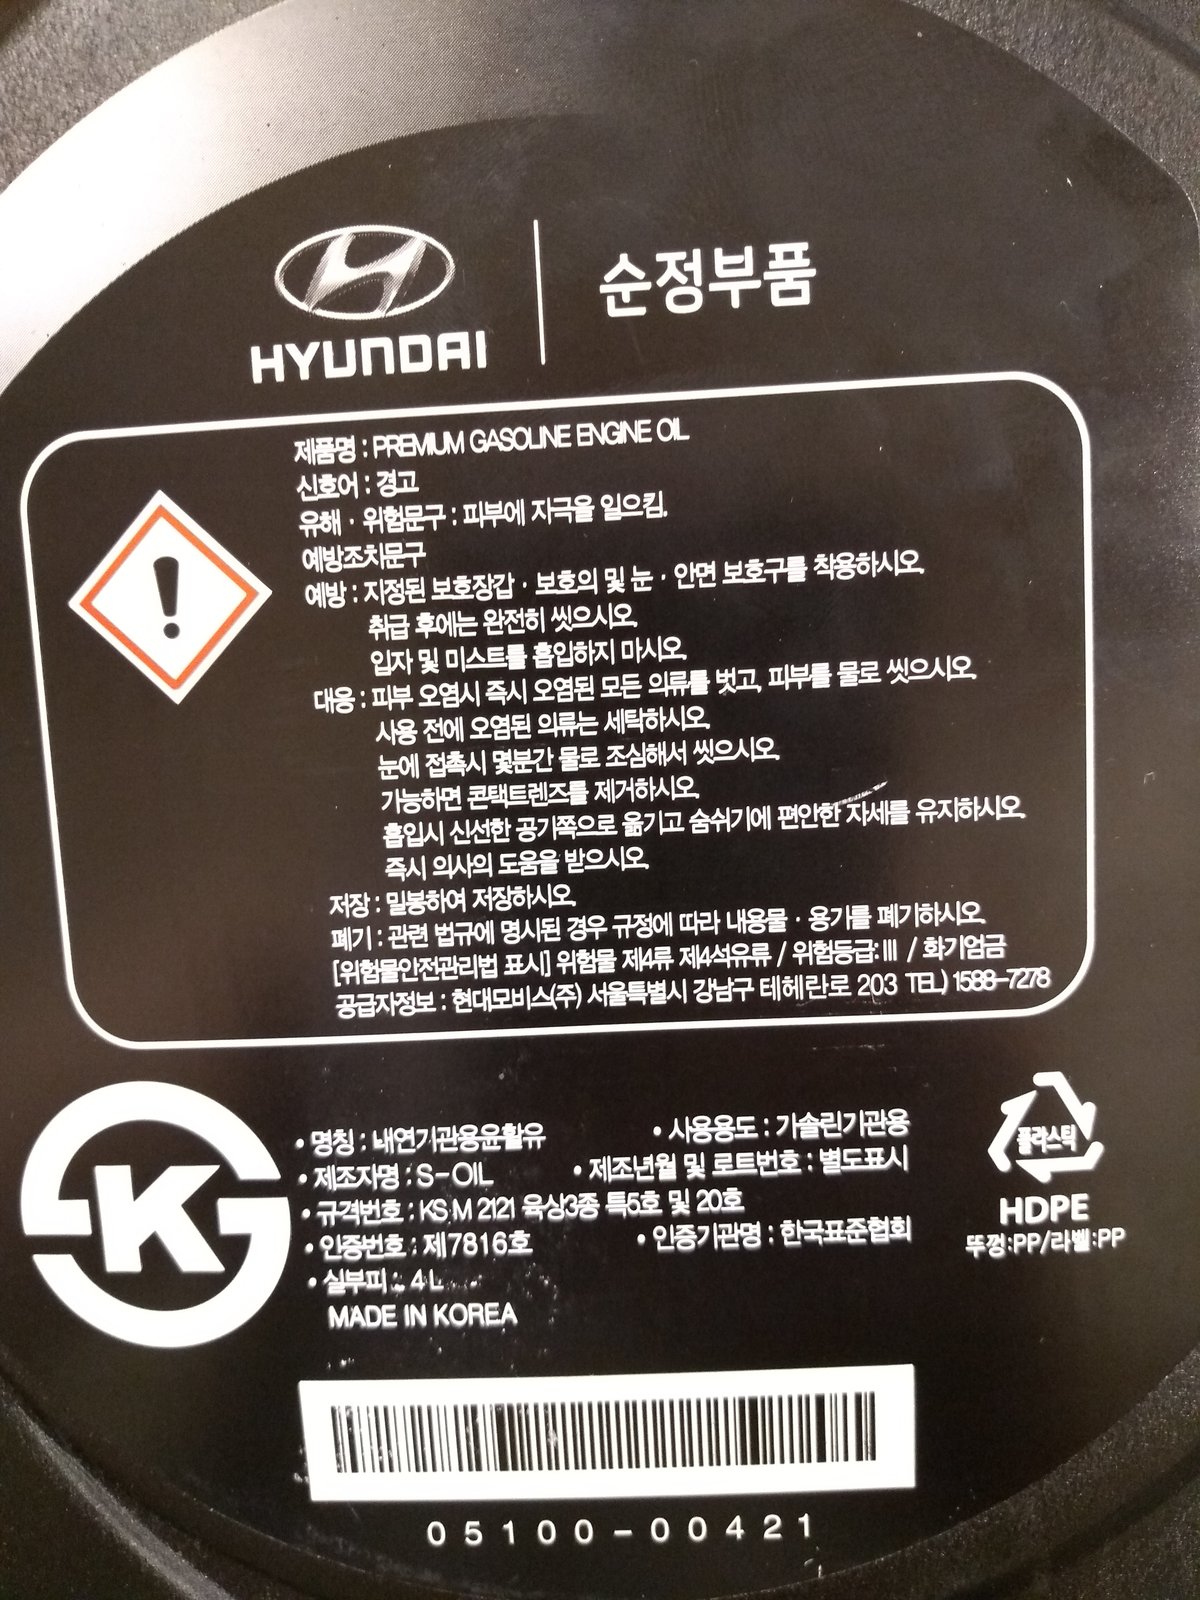 HYUNDAI
순정부품
제품명 : PREMIUM GASOLINE ENGINE OIL
신호어 : 경고
유해 · 위험문구 : 피부에 자극을 일으킴.
예방조치문구
예방 : 지정된 보호장갑 · 보호의 및 눈 · 안면 보호구를 착용하시오.
취급 후에는 완전히 씻으시오.
입자 및 미스트를 흡입하지 마시오.
대응 : 피부 오염시 즉시 오염된 모든 의류를 벗고, 피부를 물로 씻으시오.
사용 전에 오염된 의류는 세탁하시오.
눈에 접촉시 몇분간 물로 조심해서 씻으시오.
가능하면 콘택트렌즈를 제거하시오.
흡입시 신선한 공기쪽으로 옮기고 숨쉬기에 편안한 자세를 유지하시오.
즉시 의사의 도움을 받으시오.
저장 : 밀봉하여 저장하시오.
폐기 : 관련 법규에 명시된 경우 규정에 따라 내용물 · 용기를 폐기하시오.
[위험물안전관리법 표시] 위험물 제4류 제4석유류 / 위험등급:Ⅲ / 화기엄금
공급자정보 : 현대모비스(주) 서울특별시 강남구 테헤란로 203 TEL) 1588-7278
K
• 명칭 : 내연기관용윤활유 • 사용용도 : 가솔린기관용
• 제조자명 : S-OIL • 제조년월 및 로트번호 : 별도표시
• 규격번호 : KS M 2121 육상3종 특5호 및 20호
• 인증번호 : 제7816호 • 인증기관명 : 한국표준협회
• 실부피 : 4 L
MADE IN KOREA
플라스틱
HDPE
뚜껑:PP/라벨:PP
05100-00421